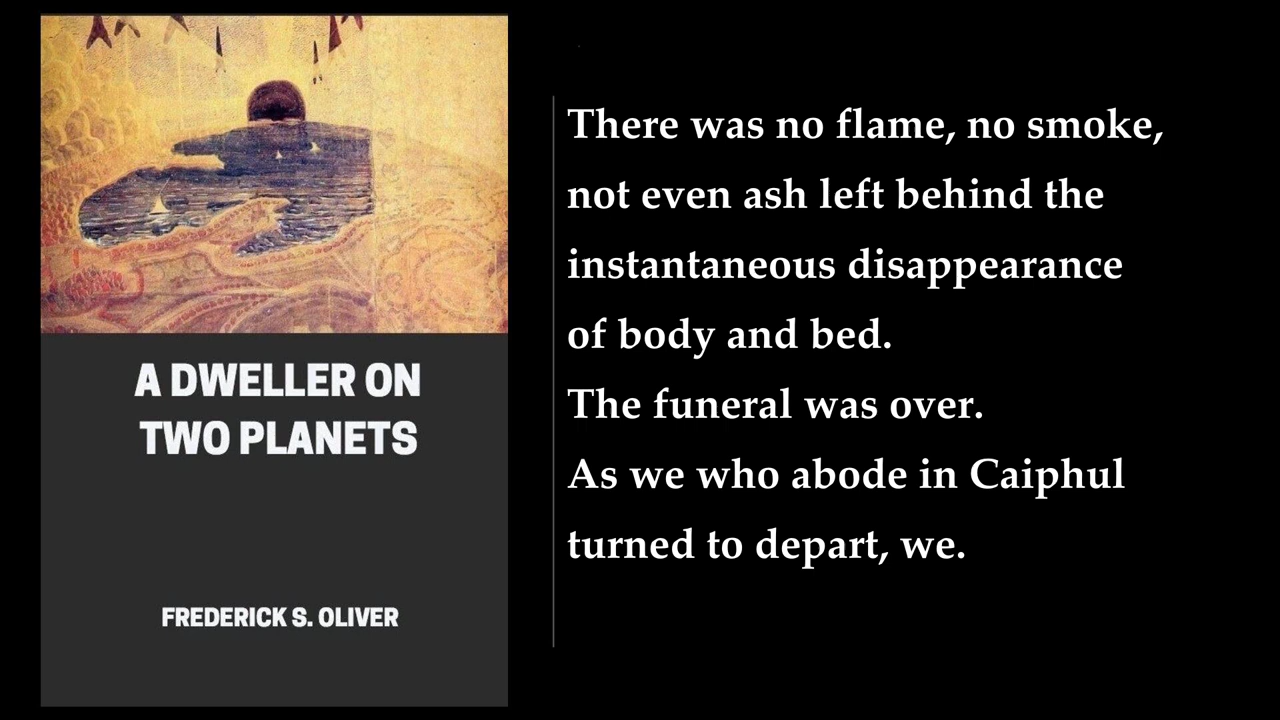 A DWELLER ON
TWO PLANETS
FREDERICK S. OLIVER
There was no flame, no smoke,
not even ash left behind the
instantaneous disappearance
of body and bed.
The funeral was over.
As we who abode in Caiphul
turned to depart, we.